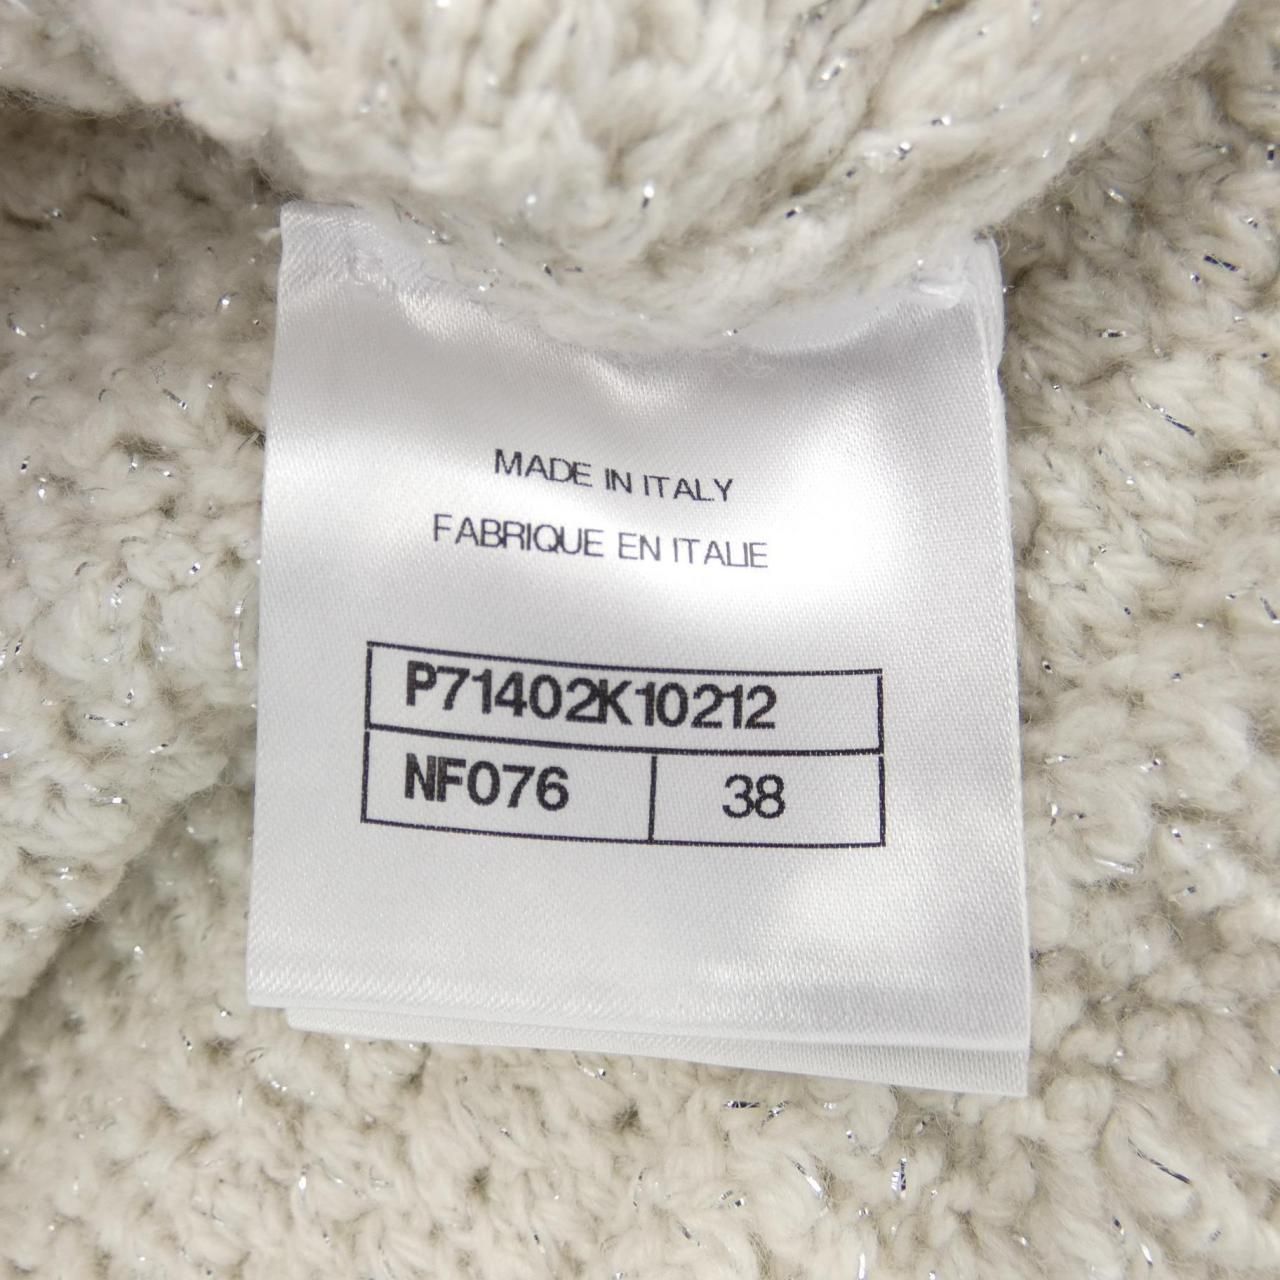 MADE IN ITALY
FABRIQUE EN ITALIE
P71402K10212
NF076 38